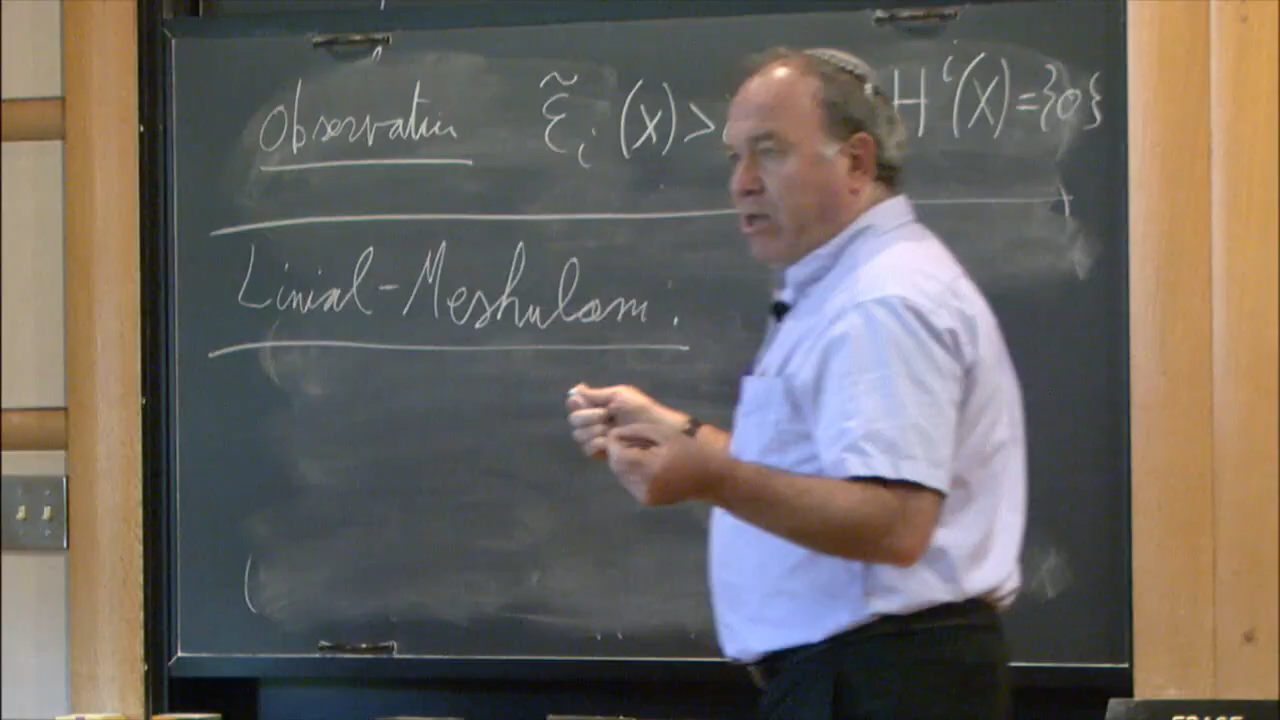 Observation ε̃ᵢ (X) > Hⁱ(X) = {0}
Linial-Meshulam:
(